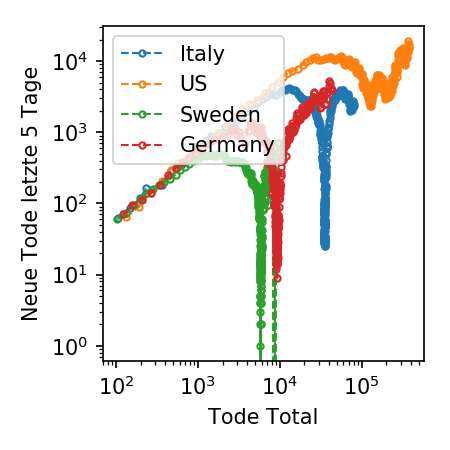 Italy
US
Sweden
Germany
Neue Tode letzte 5 Tage
10⁴
10³
10²
10¹
10⁰
10² 10³ 10⁴ 10⁵
Tode Total